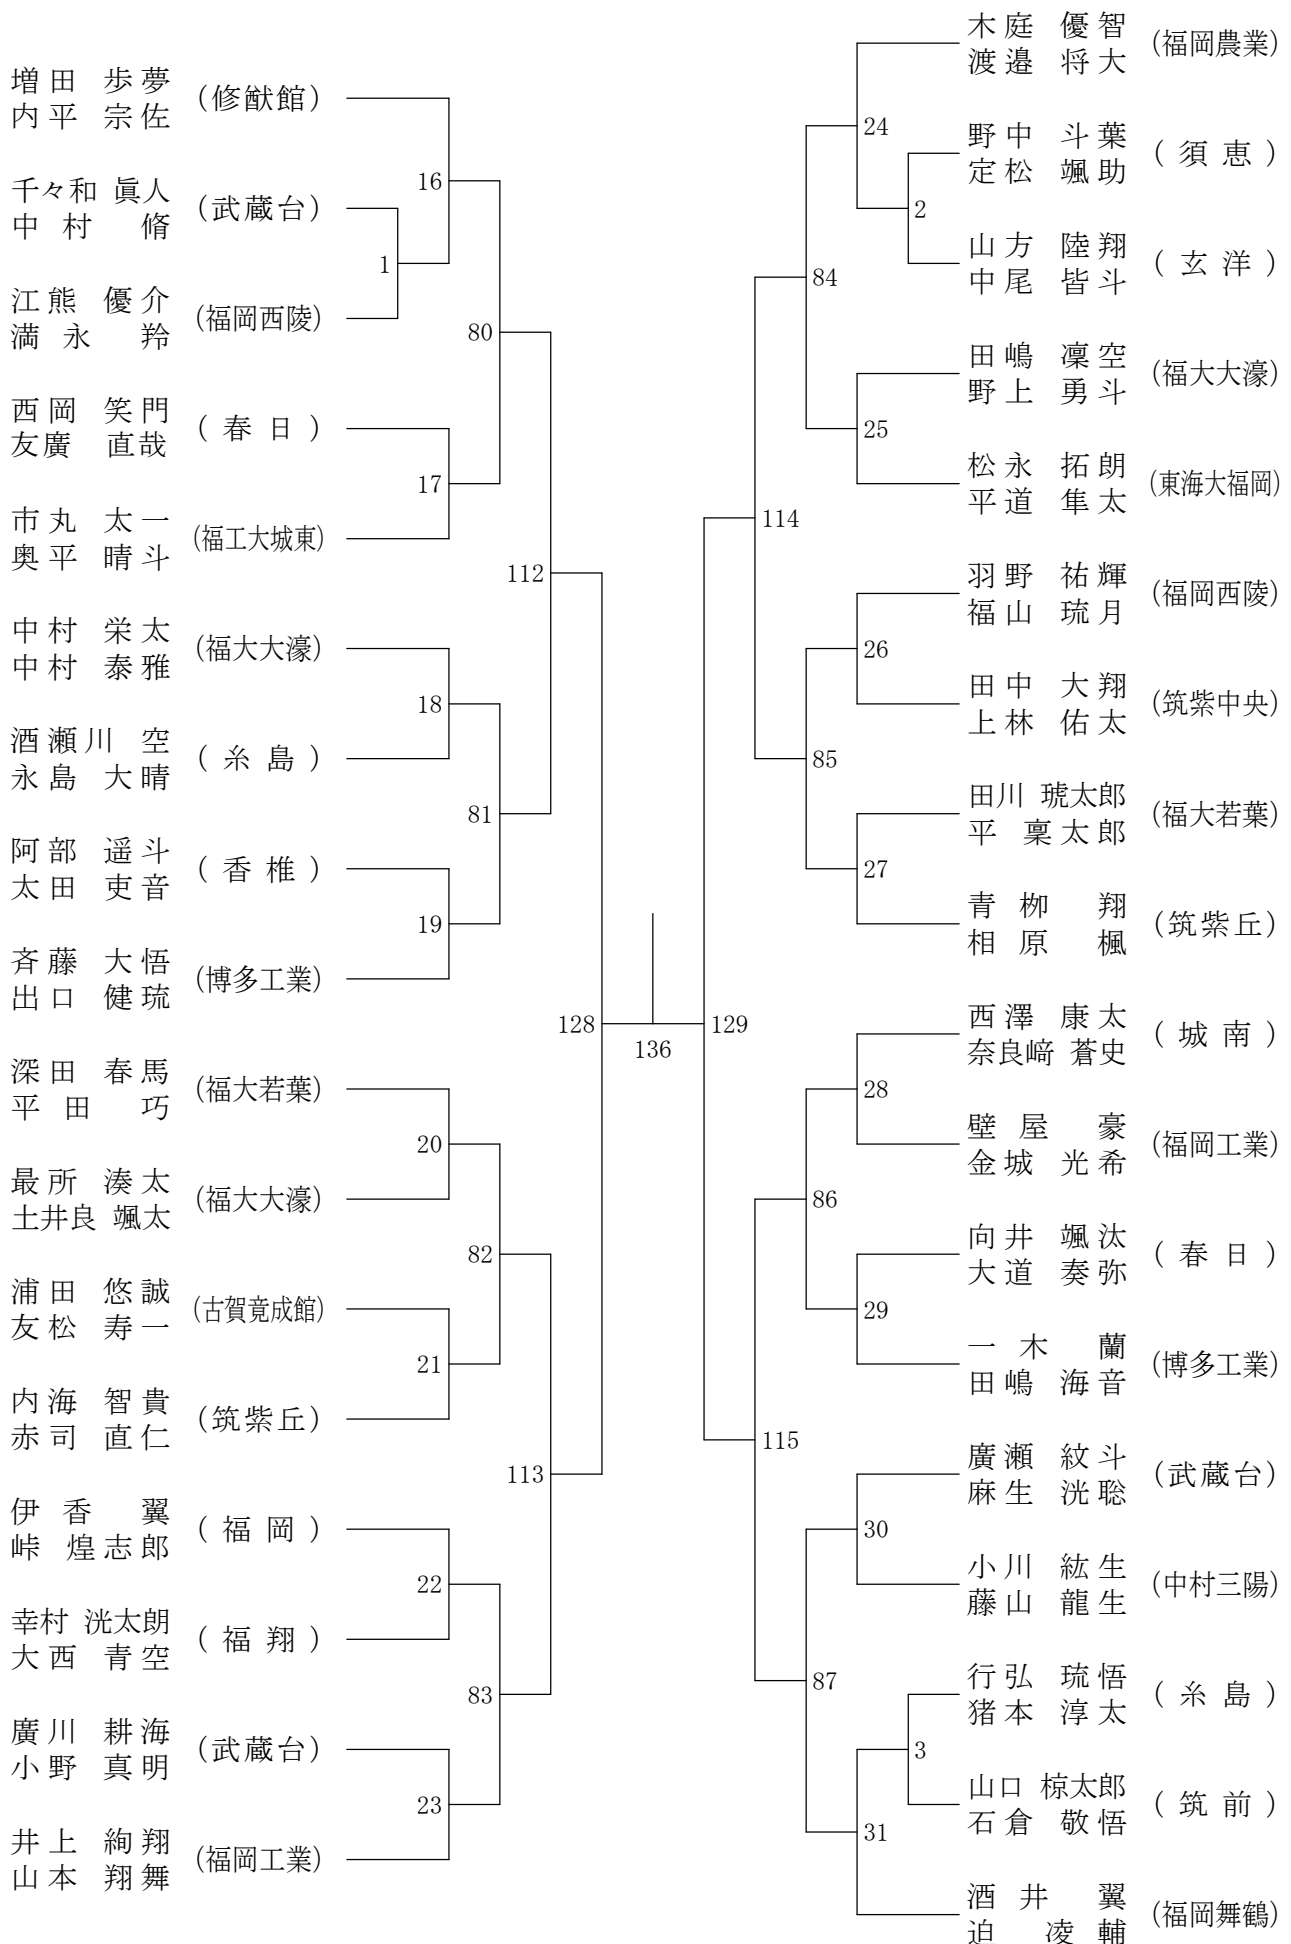 増田 歩夢
内平 宗佐
(修猷館)
千々和 眞人
中村 脩
(武蔵台)
江熊 優介
満永 羚
(福岡西陵)
西岡 笑門
友廣 直哉
(春日)
市丸 太一
奥平 晴斗
(福工大城東)
中村 栄太
中村 泰雅
(福大大濠)
酒瀬川 空
永島 大晴
(糸島)
阿部 遥斗
太田 吏音
(香椎)
斉藤 大悟
出口 健琉
(博多工業)
深田 春馬
平田 巧
(福大若葉)
最所 湊太
土井良 颯太
(福大大濠)
浦田 悠誠
友松 寿一
(古賀竟成館)
内海 智貴
赤司 直仁
(筑紫丘)
伊香 翼
峠 煌志郎
(福岡)
幸村 洸太朗
大西 青空
(福翔)
廣川 耕海
小野 真明
(武蔵台)
井上 絢翔
山本 翔舞
(福岡工業)
1
16
17
18
19
20
21
22
23
80
81
82
83
112
113
128
136
129
114
115
84
85
86
87
24
25
26
27
28
29
30
31
2
3
木庭 優智
渡邉 将大
(福岡農業)
野中 斗葉
定松 颯助
(須恵)
山方 陸翔
中尾 皆斗
(玄洋)
田嶋 凜空
野上 勇斗
(福大大濠)
松永 拓朗
平道 隼太
(東海大福岡)
羽野 祐輝
福山 琉月
(福岡西陵)
田中 大翔
上林 佑太
(筑紫中央)
田川 琥太郎
平 稟太郎
(福大若葉)
青栁 翔
相原 楓
(筑紫丘)
西澤 康太
奈良﨑 蒼史
(城南)
壁屋 豪
金城 光希
(福岡工業)
向井 颯汰
大道 奏弥
(春日)
一木 蘭
田嶋 海音
(博多工業)
廣瀬 紋斗
麻生 洸聡
(武蔵台)
小川 紘生
藤山 龍生
(中村三陽)
行弘 琉悟
猪本 淳太
(糸島)
山口 椋太郎
石倉 敬悟
(筑前)
酒井 翼
迫 凌輔
(福岡舞鶴)